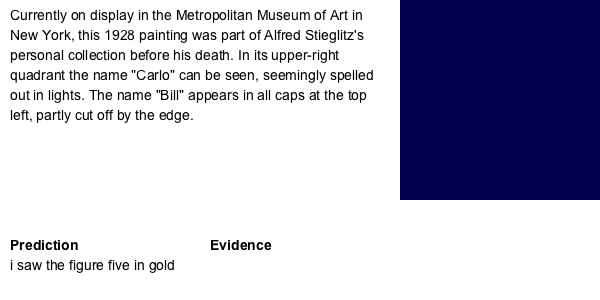 Currently on display in the Metropolitan Museum of Art in
New York, this 1928 painting was part of Alfred Stieglitz's
personal collection before his death. In its upper-right
quadrant the name "Carlo" can be seen, seemingly spelled
out in lights. The name "Bill" appears in all caps at the top
left, partly cut off by the edge.
Prediction Evidence
i saw the figure five in gold